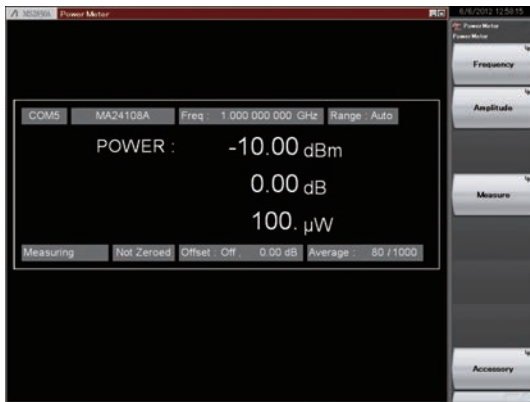 MS2830A Power Meter
6/6/2012 12:58:15
Power Meter
Power Meter
Frequency
Amplitude
COM5 MA24108A Freq : 1.000 000 000 GHz Range : Auto
POWER : -10.00 dBm
0.00 dB
Measure
100. µW
Measuring Not Zeroed Offset : Off , 0.00 dB Average : 80 / 1000
Accessory